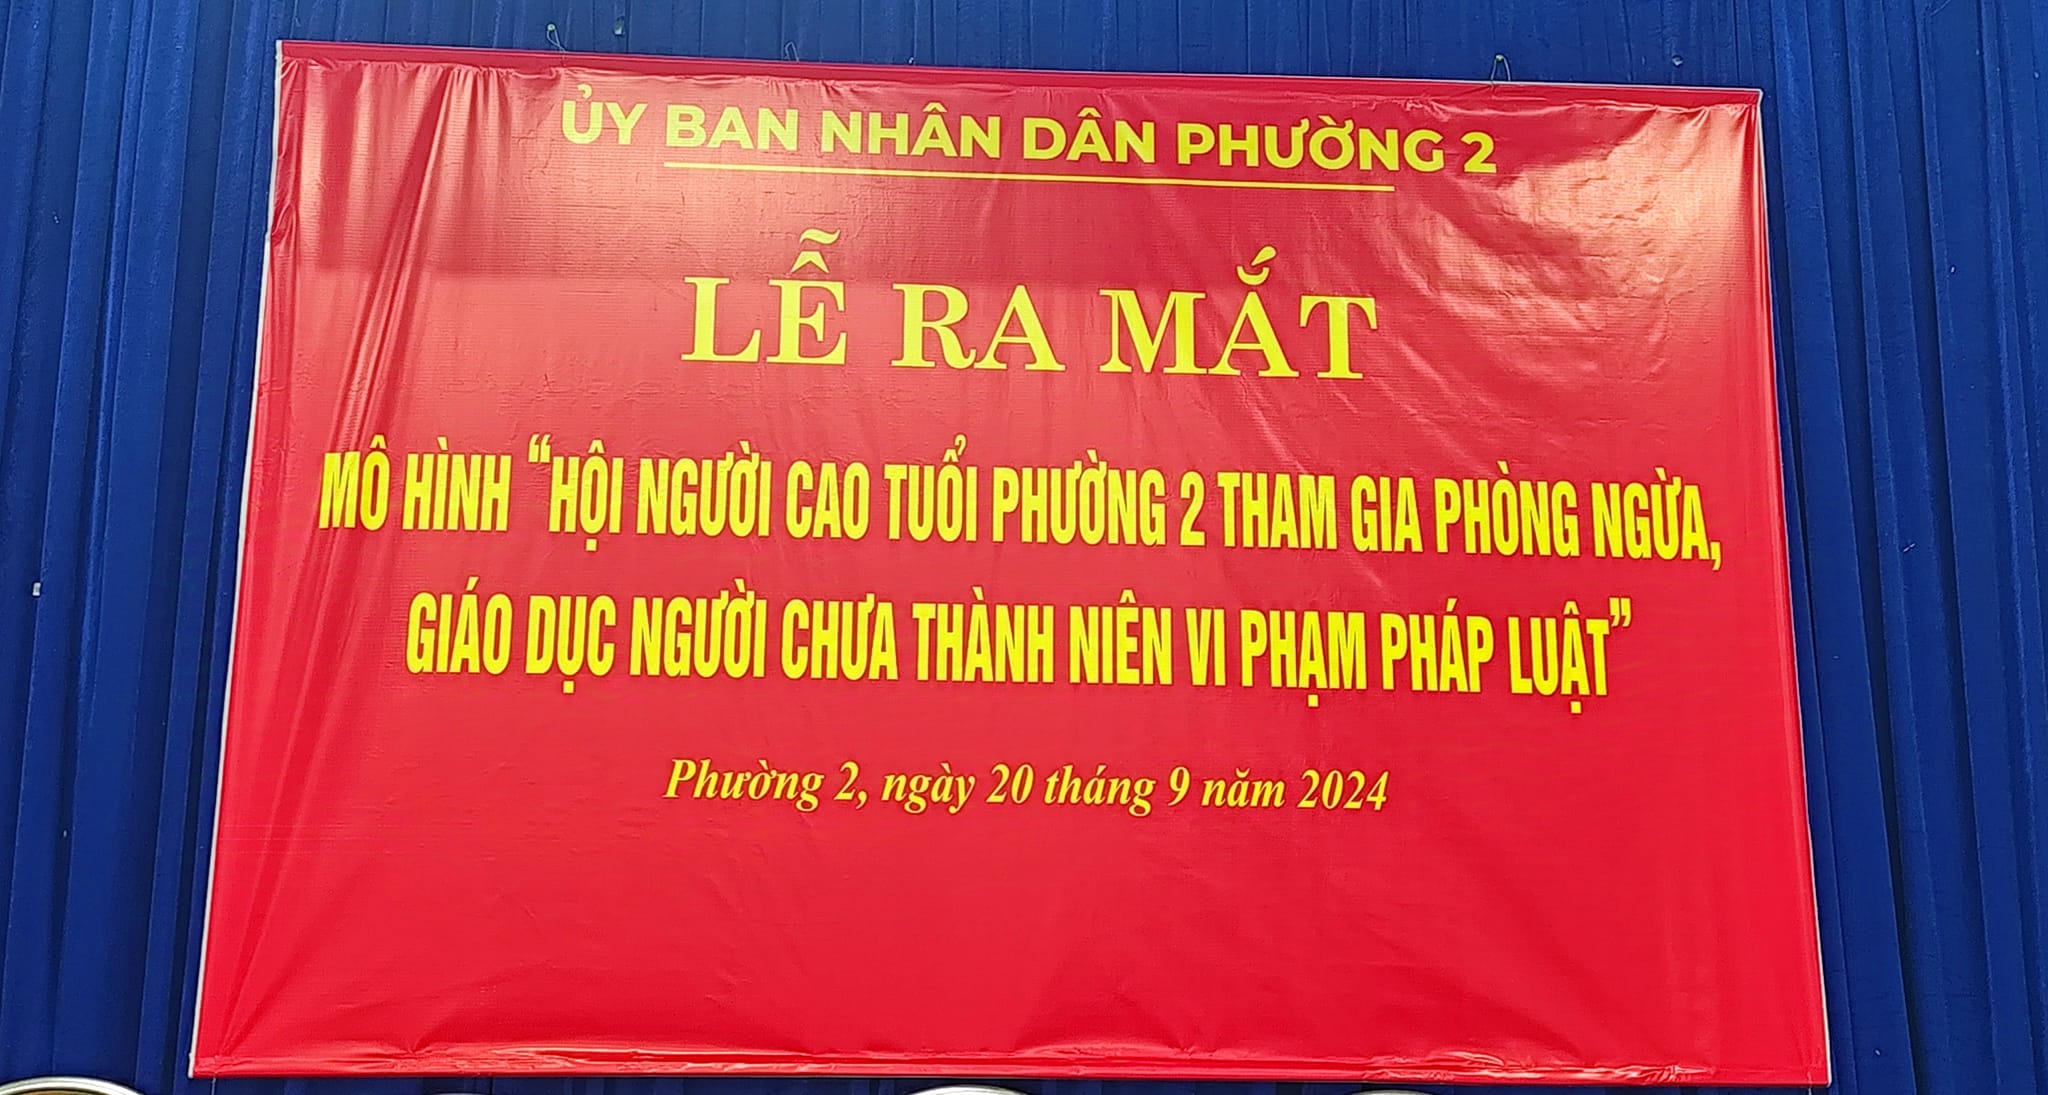 ỦY BAN NHÂN DÂN PHƯỜNG 2
LỄ RA MẮT
MÔ HÌNH “HỘI NGƯỜI CAO TUỔI PHƯỜNG 2 THAM GIA PHÒNG NGỪA,
GIÁO DỤC NGƯỜI CHƯA THÀNH NIÊN VI PHẠM PHÁP LUẬT”
Phường 2, ngày 20 tháng 9 năm 2024